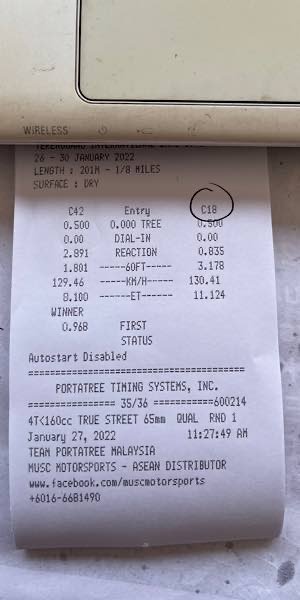 WIRELESS
TERENGGANU INTERNATIONAL
26 - 30 JANUARY 2022
LENGTH : 201M - 1/8 MILES
SURFACE : DRY
C42 Entry C18
0.500 0.000 TREE 0.500
0.00 DIAL-IN 0.00
2.891 REACTION 0.835
1.801 ------60FT----- 3.178
129.46 -----KM/H----- 130.41
8.100 ------ET----- 11.124
WINNER
0.968 FIRST
STATUS
Autostart Disabled
========================================
PORTATREE TIMING SYSTEMS, INC.
================ 35/36 ===========600214
4T<160cc TRUE STREET 65mm QUAL RND 1
January 27, 2022 11:27:49 AM
TEAM PORTATREE MALAYSIA
MUSC MOTORSPORTS - ASEAN DISTRIBUTOR
www.facebook.com/muscmotorsports
+6016-6681490